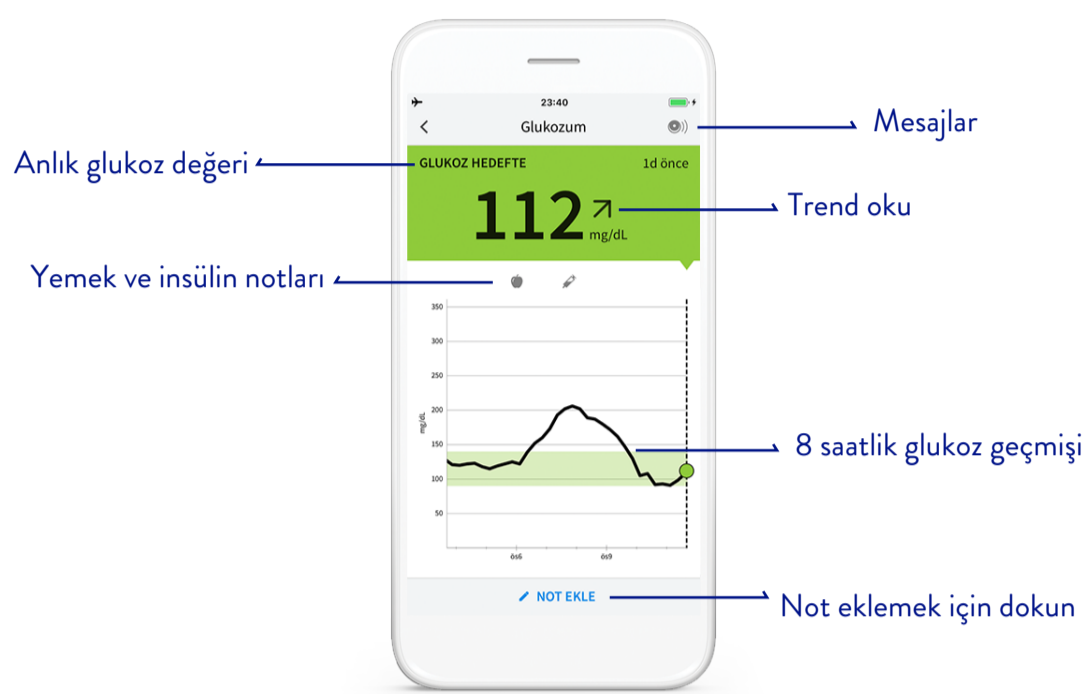 23:40
Glukozum
Mesajlar
Anlık glukoz değeri
GLUKOZ HEDEFTE
1d önce
112
mg/dL
Trend oku
Yemek ve insülin notları
350
300
250
200
150
100
50
mg/dL
ös6
ös9
8 saatlik glukoz geçmişi
NOT EKLE
Not eklemek için dokun